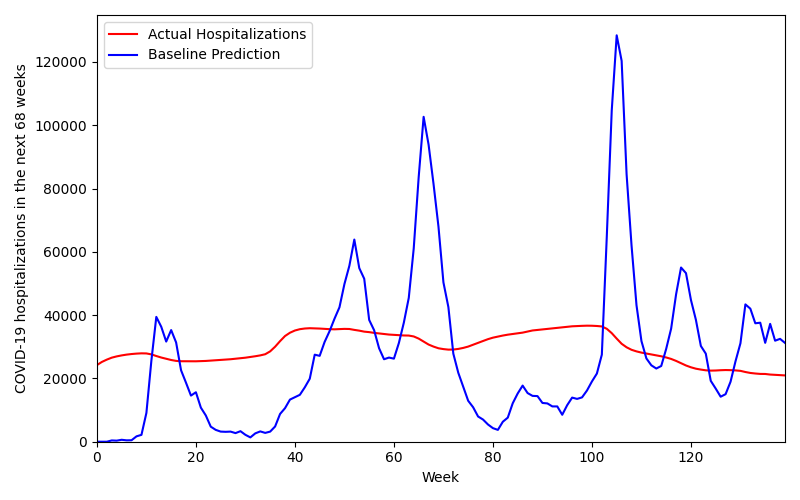 Actual Hospitalizations
Baseline Prediction
COVID-19 hospitalizations in the next 68 weeks
120000
100000
80000
60000
40000
20000
0
0 20 40 60 80 100 120
Week